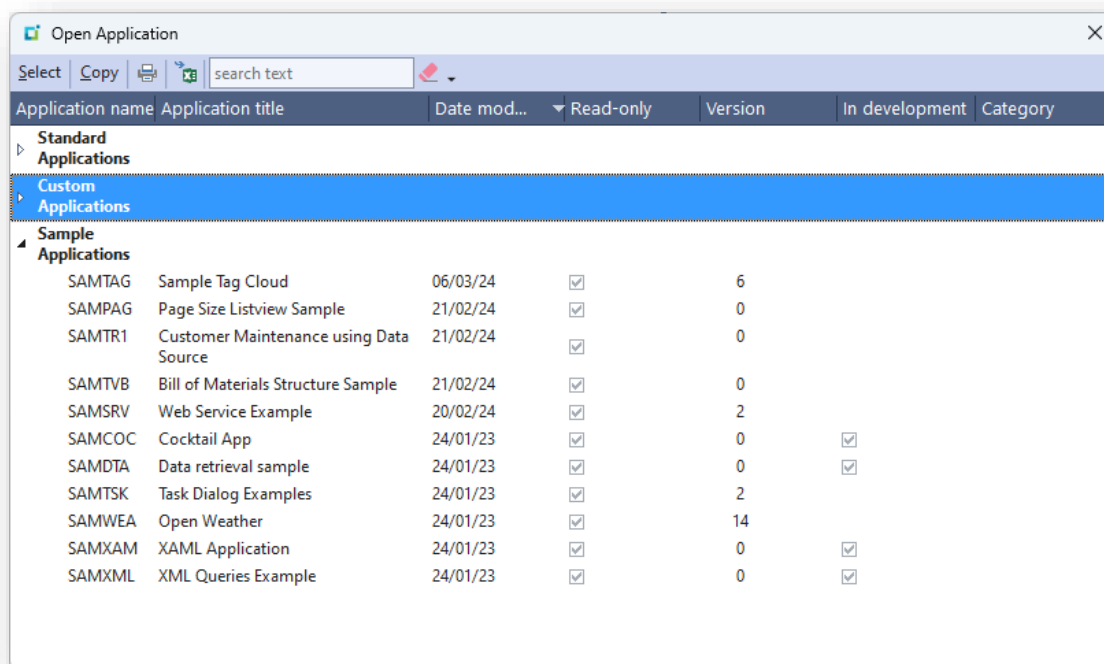 Open Application
Select Copy search text
Application name Application title Date mod... Read-only Version In development Category
Standard
Applications
Custom
Applications
Sample
Applications
SAMTAG Sample Tag Cloud 06/03/24 6
SAMPAG Page Size Listview Sample 21/02/24 0
SAMTR1 Customer Maintenance using Data 21/02/24 0
Source
SAMTVB Bill of Materials Structure Sample 21/02/24 0
SAMSRV Web Service Example 20/02/24 2
SAMCOC Cocktail App 24/01/23 0
SAMDTA Data retrieval sample 24/01/23 0
SAMTSK Task Dialog Examples 24/01/23 2
SAMWEA Open Weather 24/01/23 14
SAMXAM XAML Application 24/01/23 0
SAMXML XML Queries Example 24/01/23 0